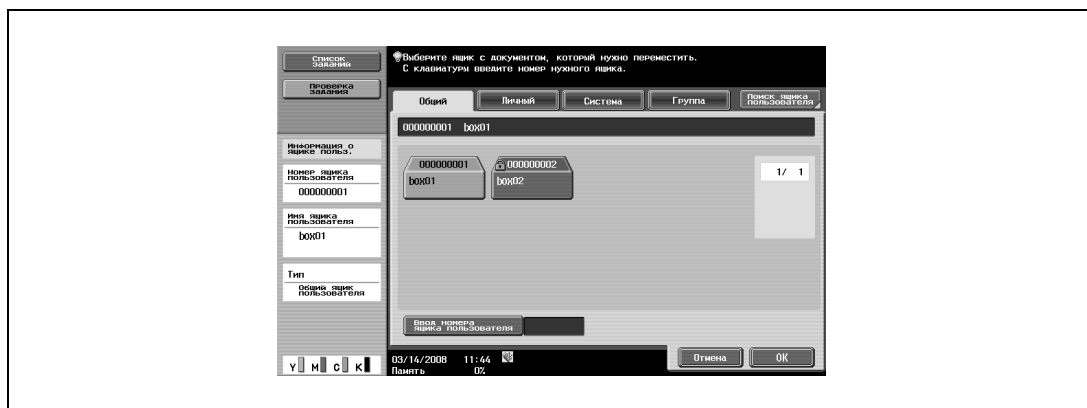 Список
задания
Проверка
задания
Информация о
ящике польз.
Номер ящика
пользователя
000000001
Имя ящика
пользователя
box01
Тип
Общий ящик
пользователя
Y M C K
Выберите ящик с документом, который нужно переместить.
С клавиатуры введите номер нужного ящика.
Общий Личный Система Группа Поиск ящика
пользователя
000000001 box01
000000001 000000002
box01 box02
1/ 1
Ввод номера
ящика пользователя
03/14/2008 11:44
Память 0%
Отмена OK